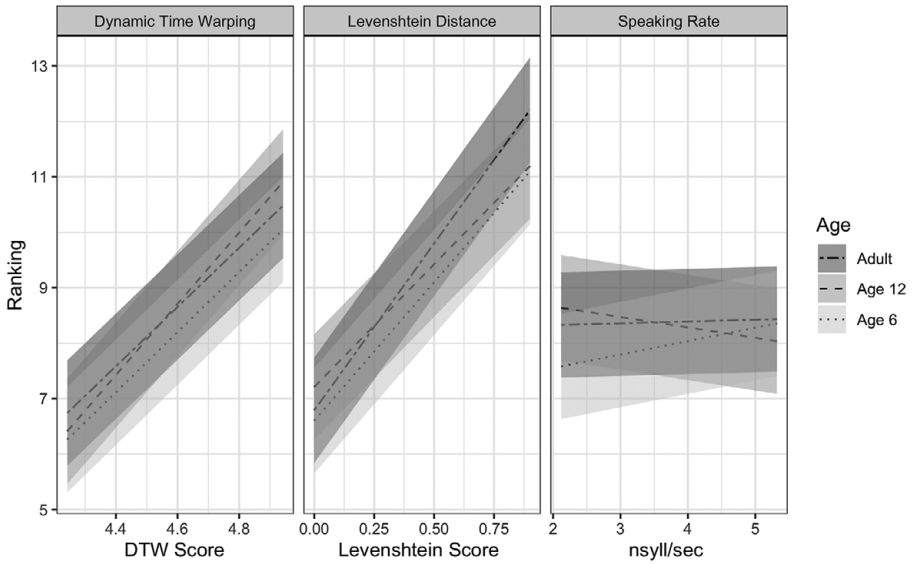 Dynamic Time Warping
Levenshtein Distance
Speaking Rate
Ranking
13
11
9
7
5
4.4 4.6 4.8
0.00 0.25 0.50 0.75
2 3 4 5
DTW Score
Levenshtein Score
nsyll/sec
Age
Adult
Age 12
Age 6